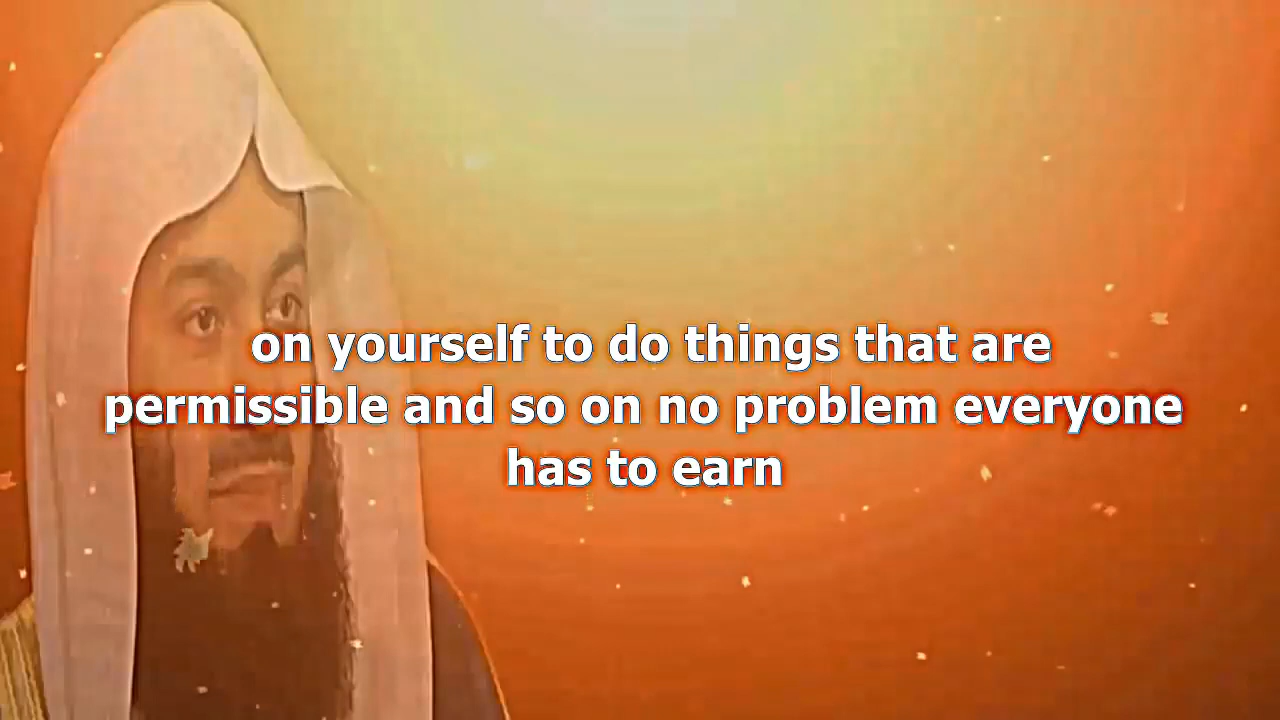 on yourself to do things that are
permissible and so on no problem everyone
has to earn